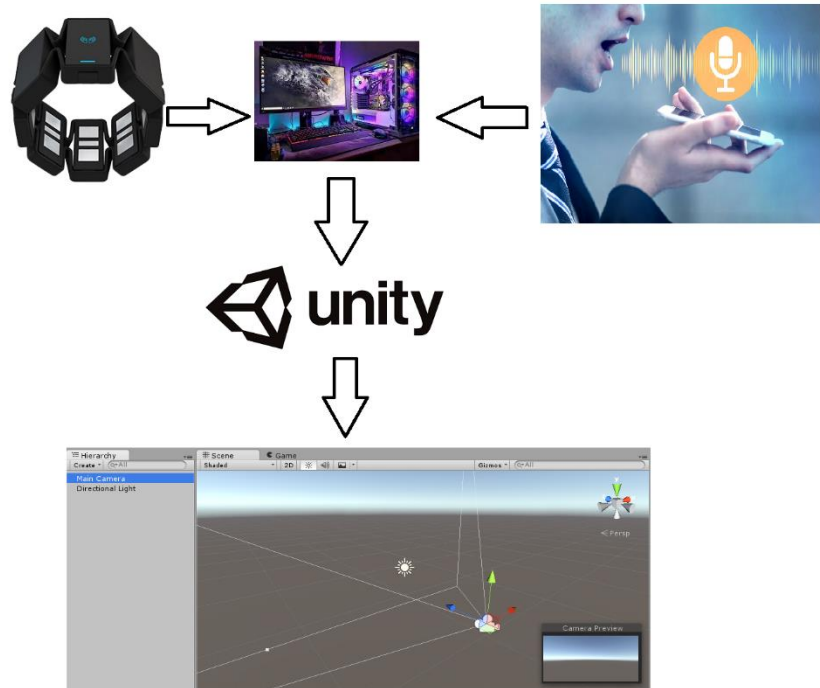 unity
Hierarchy
Scene
Game
Create
All
Shaded
2D
Gizmos
All
Main Camera
Directional Light
Persp
Camera Preview